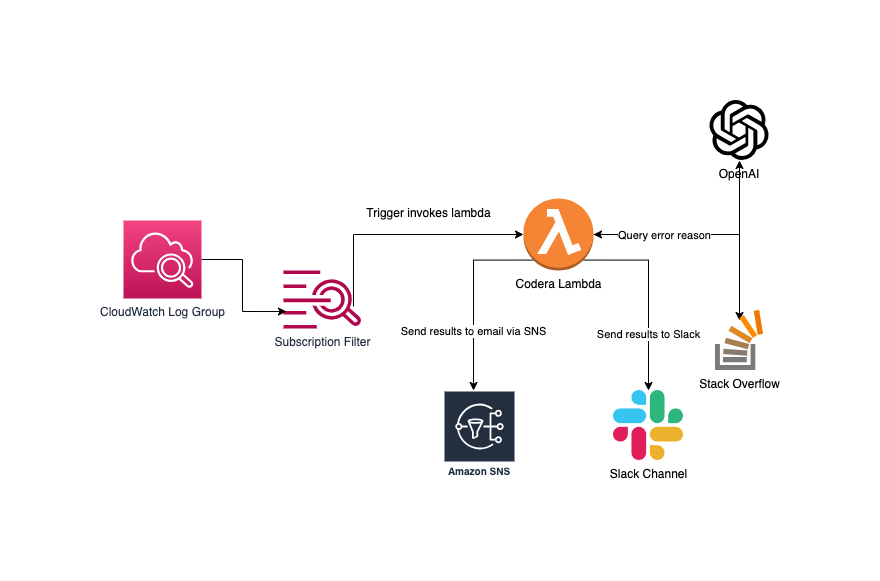 OpenAI
Trigger invokes lambda
Query error reason
Codera Lambda
CloudWatch Log Group
Subscription Filter
Send results to email via SNS
Send results to Slack
Stack Overflow
Amazon SNS
Slack Channel